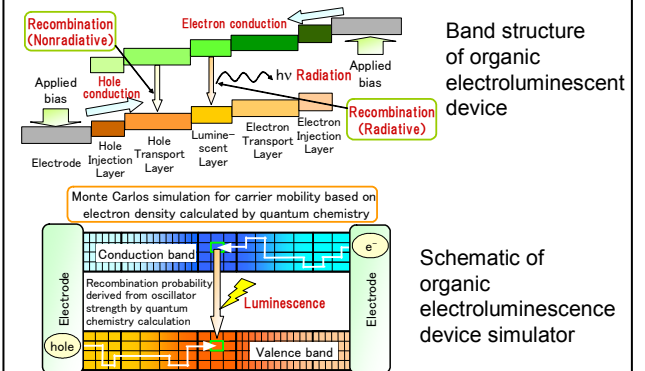 Recombination
(Nonradiative)
Electron conduction
Band structure
of organic
electroluminescent
device
Applied
bias
Hole
conduction
hν Radiation
Applied
bias
Recombination
(Radiative)
Electrode
Hole
Injection
Layer
Hole
Transport
Layer
Lumine-
scent
Layer
Electron
Transport
Layer
Electron
Injection
Layer
Monte Carlos simulation for carrier mobility based on
electron density calculated by quantum chemistry
Electrode
Conduction band
e⁻
Electrode
Recombination probability
derived from oscillator
strength by quantum
chemistry calculation
Luminescence
hole
Valence band
Schematic of
organic
electroluminescence
device simulator